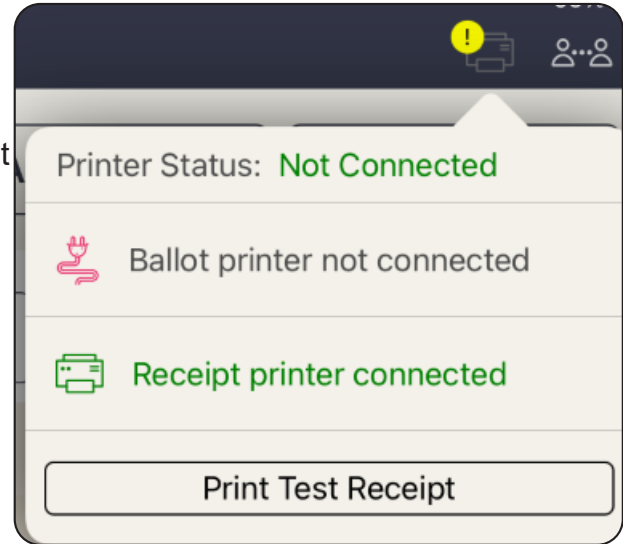 Printer Status: Not Connected
Ballot printer not connected
Receipt printer connected
Print Test Receipt